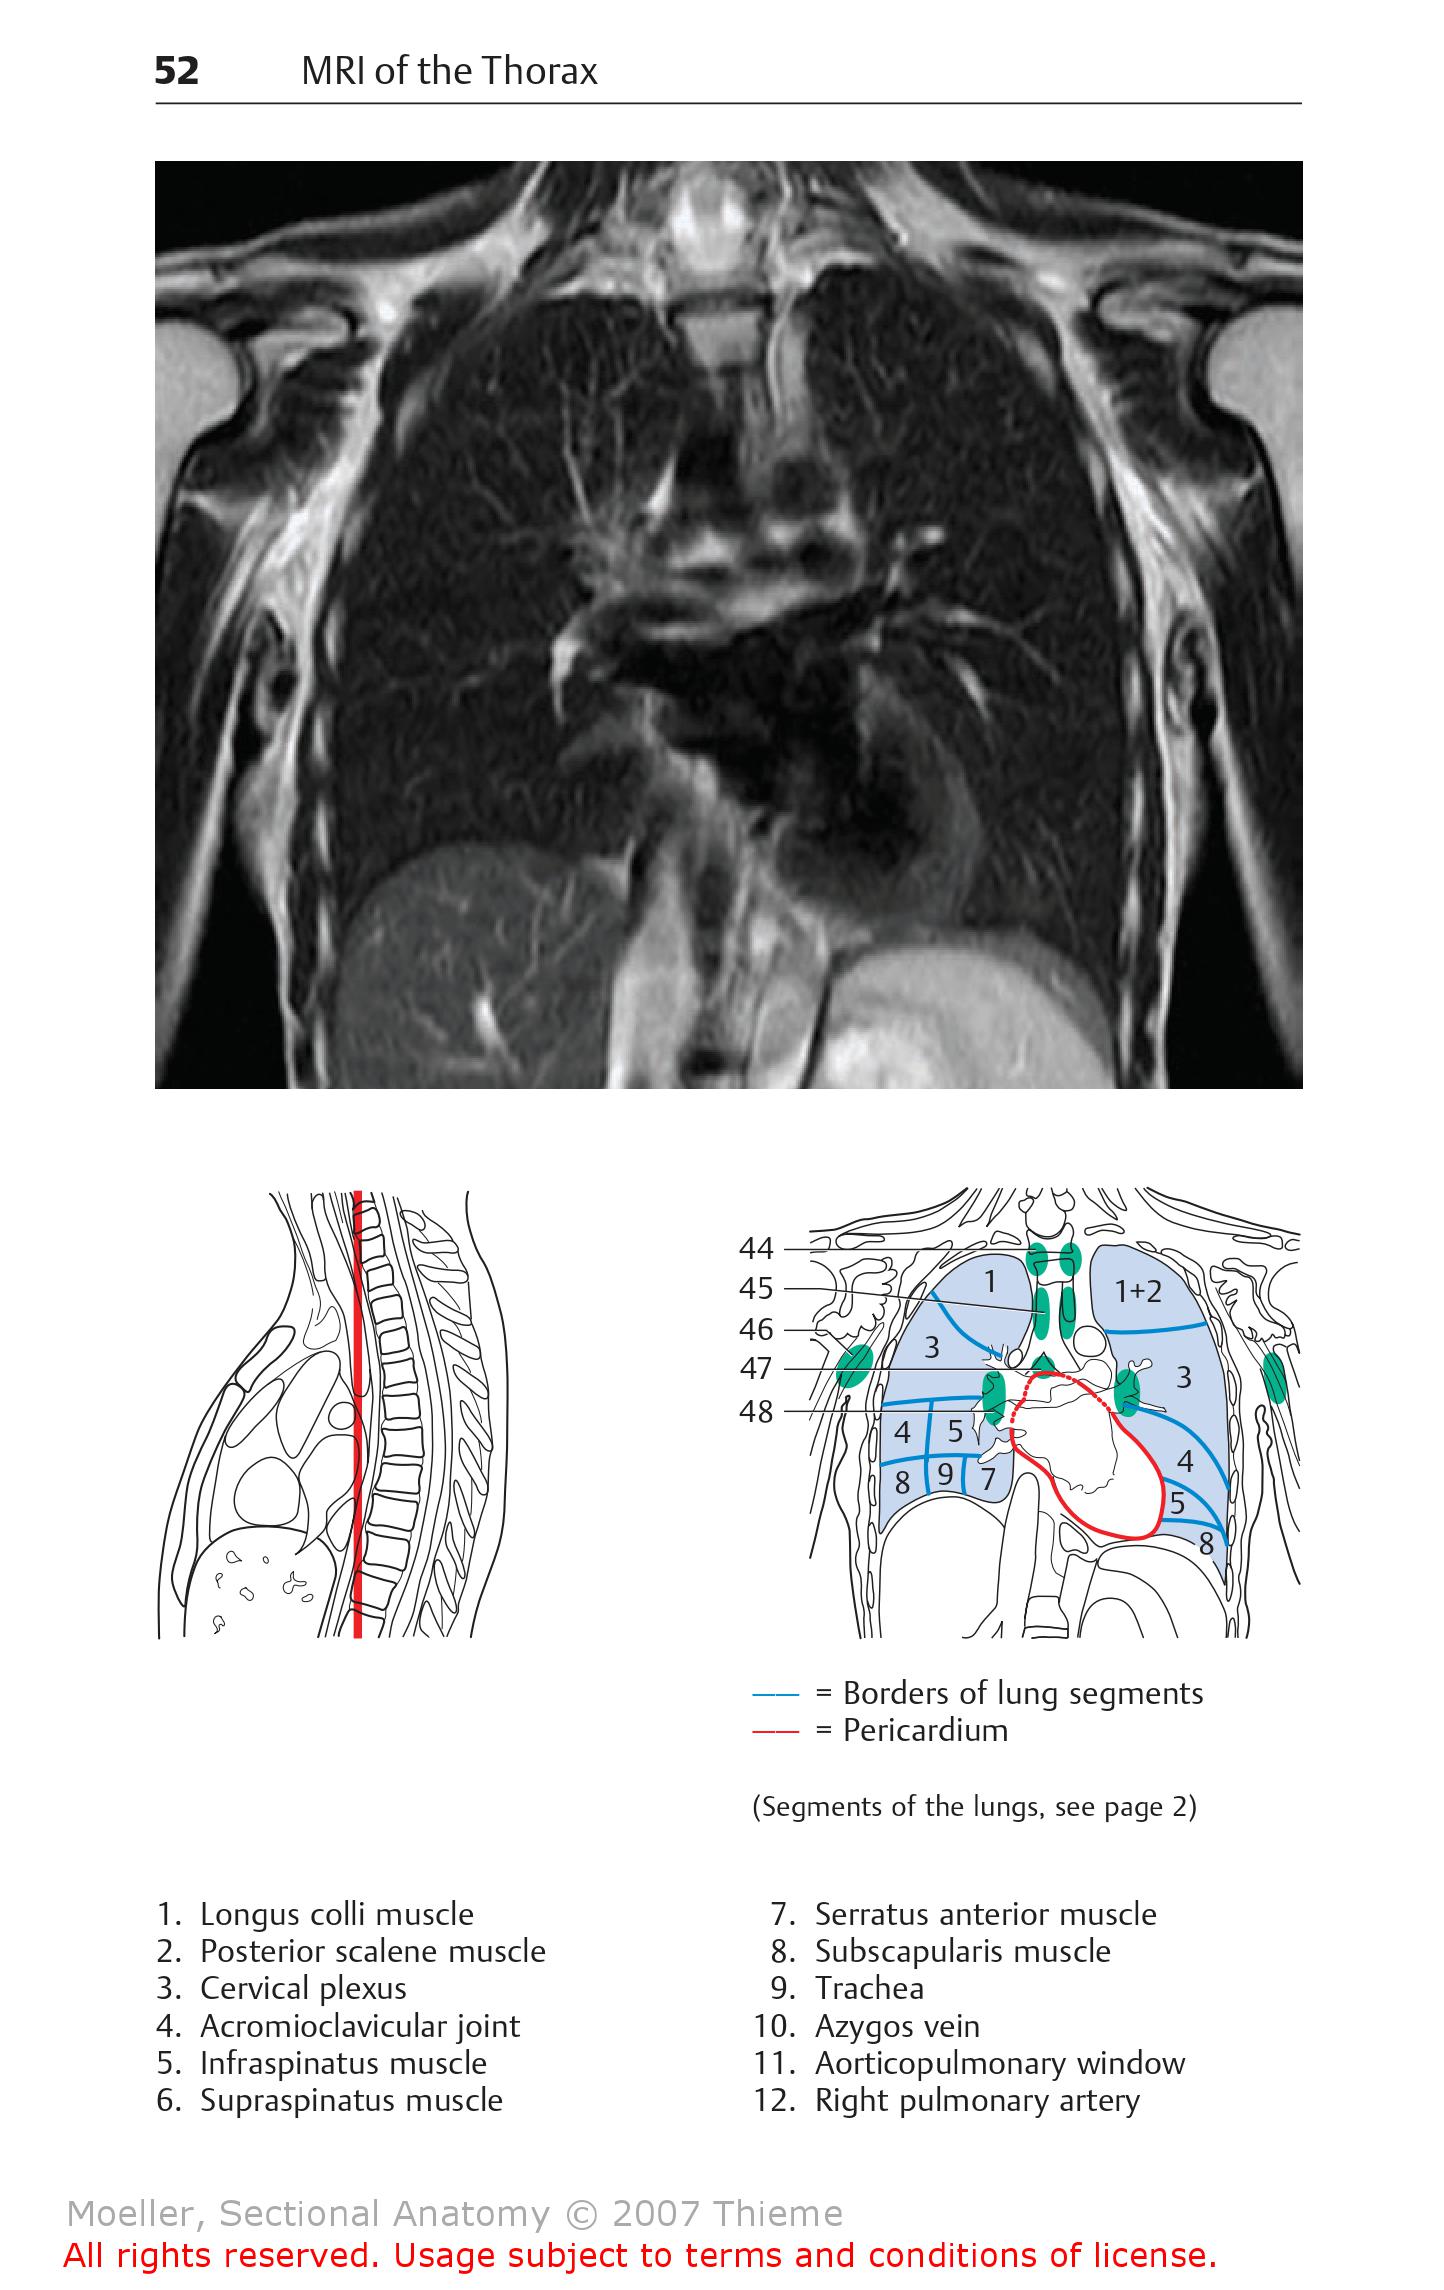 52 MRI of the Thorax
44
45
46
47
48
1
1+2
3
3
4
5
4
8
9
7
5
8
= Borders of lung segments
= Pericardium
(Segments of the lungs, see page 2)
1. Longus colli muscle
2. Posterior scalene muscle
3. Cervical plexus
4. Acromioclavicular joint
5. Infraspinatus muscle
6. Supraspinatus muscle
7. Serratus anterior muscle
8. Subscapularis muscle
9. Trachea
10. Azygos vein
11. Aorticopulmonary window
12. Right pulmonary artery
Moeller, Sectional Anatomy © 2007 Thieme
All rights reserved. Usage subject to terms and conditions of license.